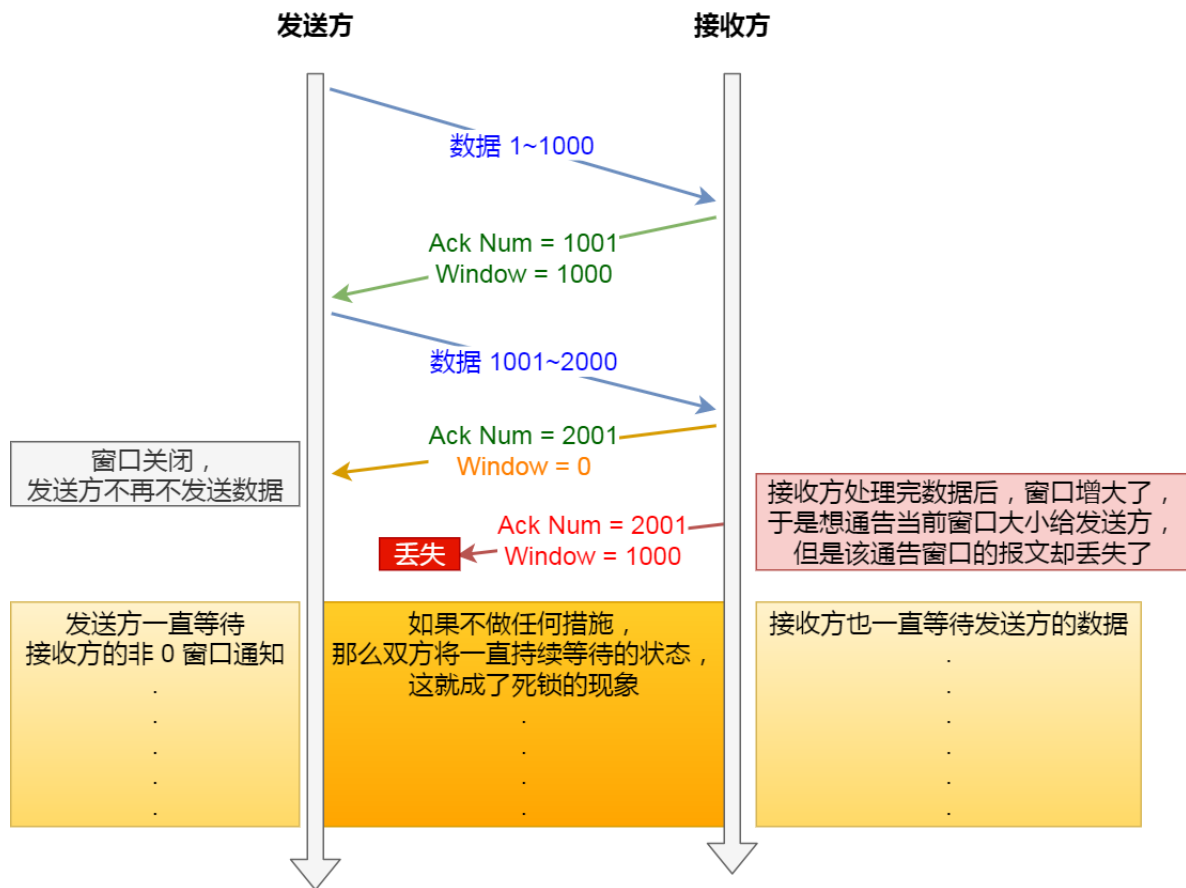 发送方
接收方
数据 1~1000
Ack Num = 1001
Window = 1000
数据 1001~2000
Ack Num = 2001
Window = 0
窗口关闭，
发送方不再不发送数据
接收方处理完数据后，窗口增大了，
于是想通告当前窗口大小给发送方，
但是该通告窗口的报文却丢失了
Ack Num = 2001
Window = 1000
丢失
发送方一直等待
接收方的非 0 窗口通知
.
.
.
.
.
如果不做任何措施，
那么双方将一直持续等待的状态，
这就成了死锁的现象
.
.
.
.
接收方也一直等待发送方的数据
.
.
.
.
.
.